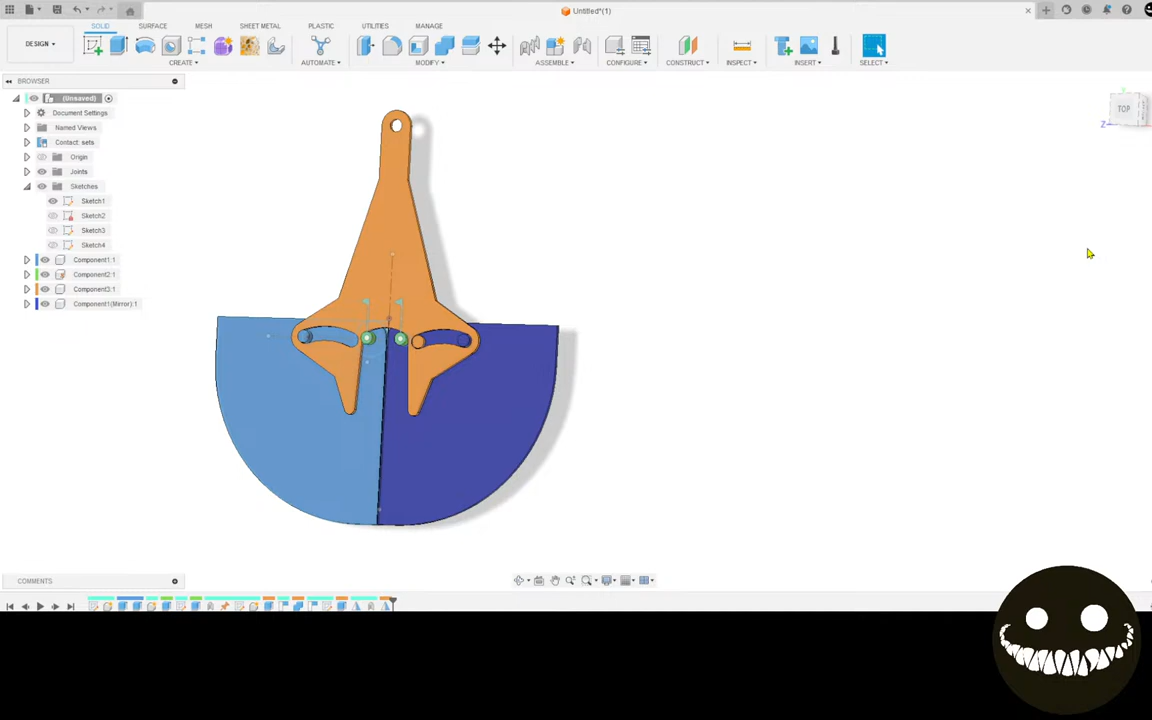 Untitled*(1)
SOLID SURFACE MESH SHEET METAL PLASTIC UTILITIES MANAGE
DESIGN
CREATE AUTOMATE MODIFY ASSEMBLE CONFIGURE CONSTRUCT INSPECT INSERT SELECT
BROWSER
(Unsaved)
TOP
Document Settings
Z
Named Views
Contact: sets
Origin
Joints
Sketches
Sketch1
Sketch2
Sketch3
Sketch4
Component1:1
Component2:1
Component3:1
Component1(Mirror):1
COMMENTS